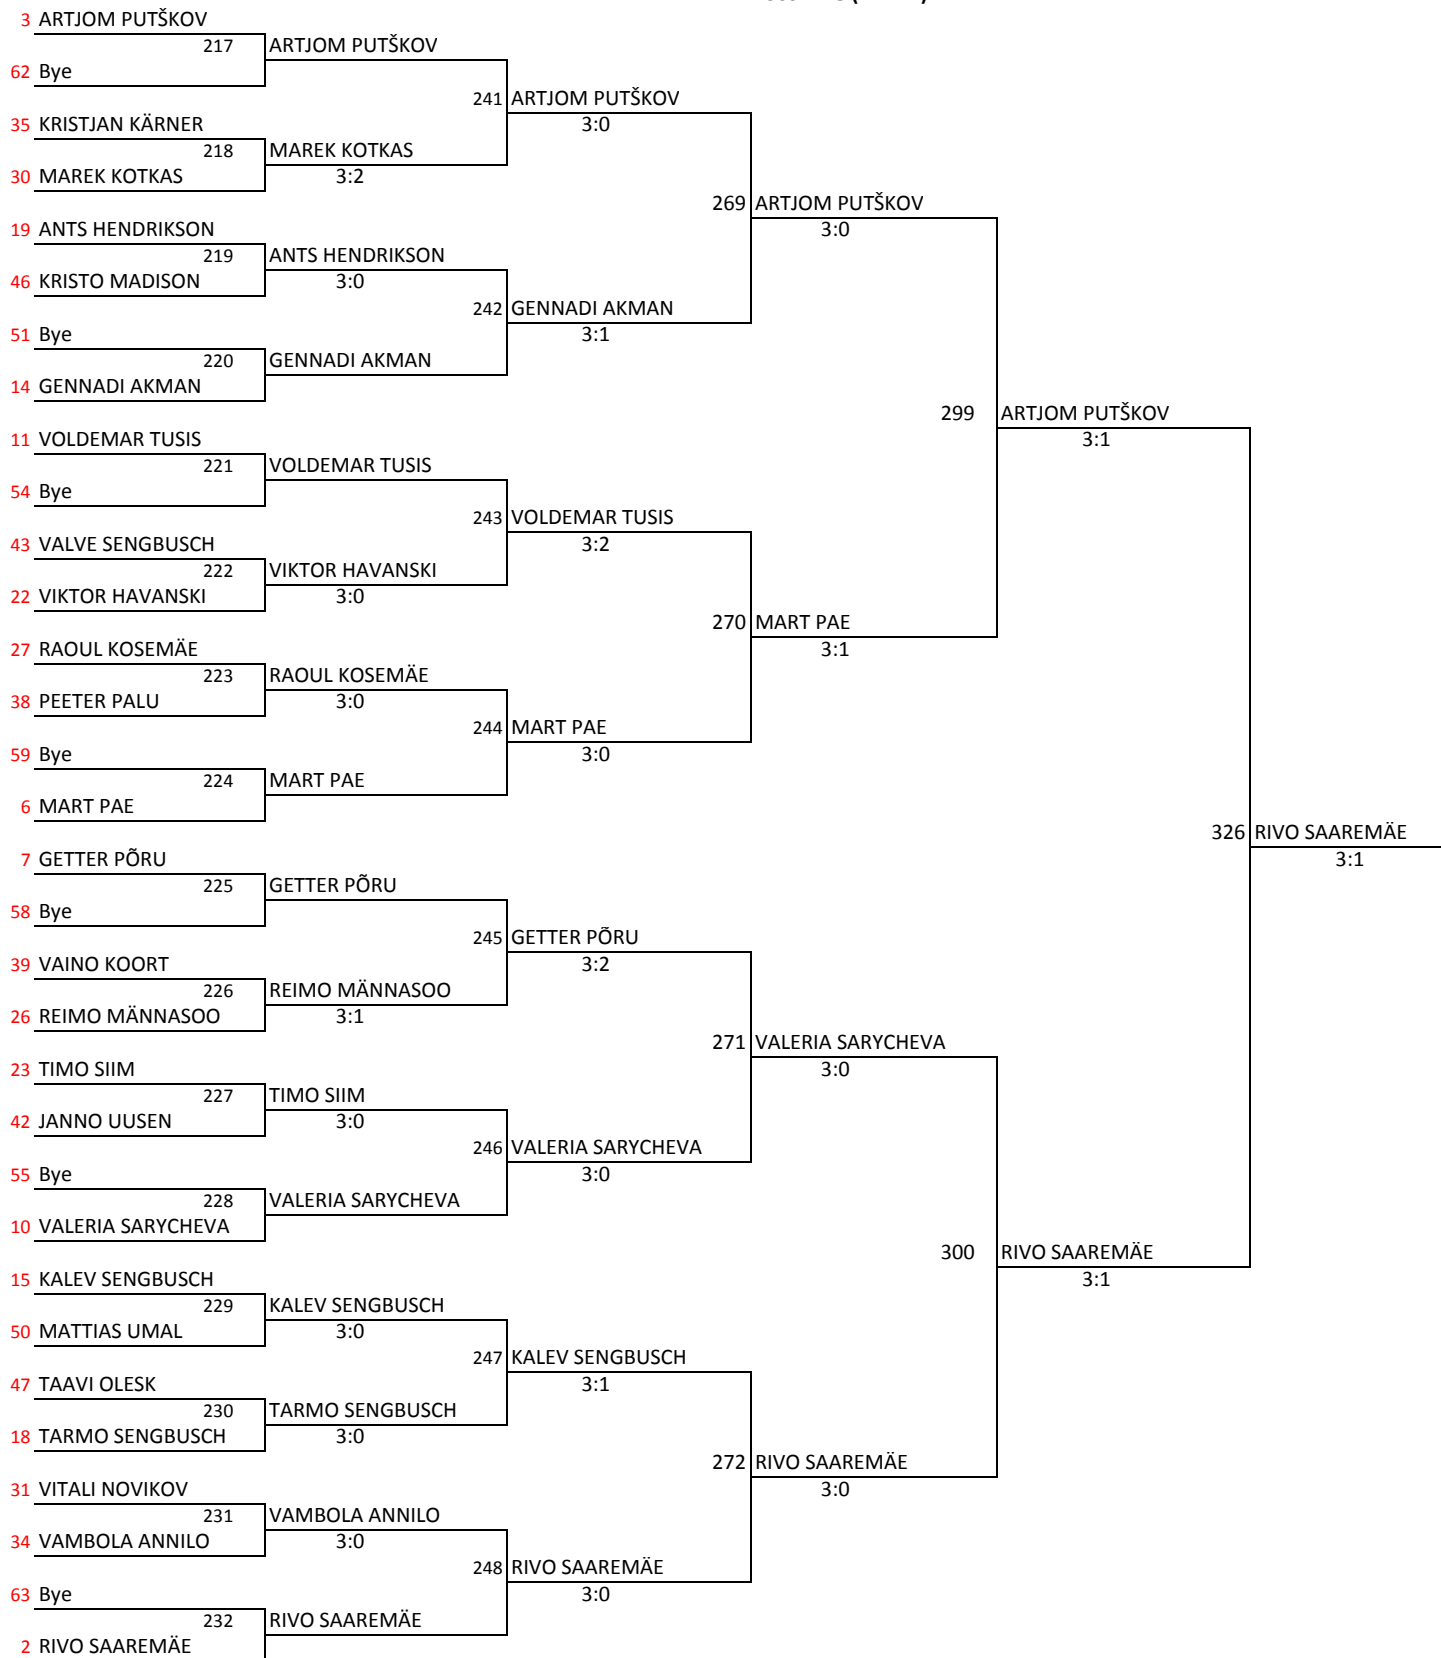 3 ARTJOM PUTŠKOV
217 ARTJOM PUTŠKOV
62 Bye
241 ARTJOM PUTŠKOV
3:0
35 KRISTJAN KÄRNER
218 MAREK KOTKAS
3:2
30 MAREK KOTKAS
269 ARTJOM PUTŠKOV
3:0
19 ANTS HENDRIKSON
219 ANTS HENDRIKSON
3:0
46 KRISTO MADISON
242 GENNADI AKMAN
3:1
51 Bye
220 GENNADI AKMAN
14 GENNADI AKMAN
299 ARTJOM PUTŠKOV
3:1
11 VOLDEMAR TUSIS
221 VOLDEMAR TUSIS
54 Bye
243 VOLDEMAR TUSIS
3:2
43 VALVE SENGBUSCH
222 VIKTOR HAVANSKI
3:0
22 VIKTOR HAVANSKI
270 MART PAE
3:1
27 RAOUL KOSEMÄE
223 RAOUL KOSEMÄE
3:0
38 PEETER PALU
244 MART PAE
3:0
59 Bye
224 MART PAE
6 MART PAE
326 RIVO SAAREMÄE
3:1
7 GETTER PÕRU
225 GETTER PÕRU
58 Bye
245 GETTER PÕRU
3:2
39 VAINO KOORT
226 REIMO MÄNNASOO
3:1
26 REIMO MÄNNASOO
271 VALERIA SARYCHEVA
3:0
23 TIMO SIIM
227 TIMO SIIM
3:0
42 JANNO UUSEN
246 VALERIA SARYCHEVA
3:0
55 Bye
228 VALERIA SARYCHEVA
10 VALERIA SARYCHEVA
300 RIVO SAAREMÄE
3:1
15 KALEV SENGBUSCH
229 KALEV SENGBUSCH
3:0
50 MATTIAS UMAL
247 KALEV SENGBUSCH
3:1
47 TAAVI OLESK
230 TARMO SENGBUSCH
3:0
18 TARMO SENGBUSCH
272 RIVO SAAREMÄE
3:0
31 VITALI NOVIKOV
231 VAMBOLA ANNILO
3:0
34 VAMBOLA ANNILO
248 RIVO SAAREMÄE
3:0
63 Bye
232 RIVO SAAREMÄE
2 RIVO SAAREMÄE